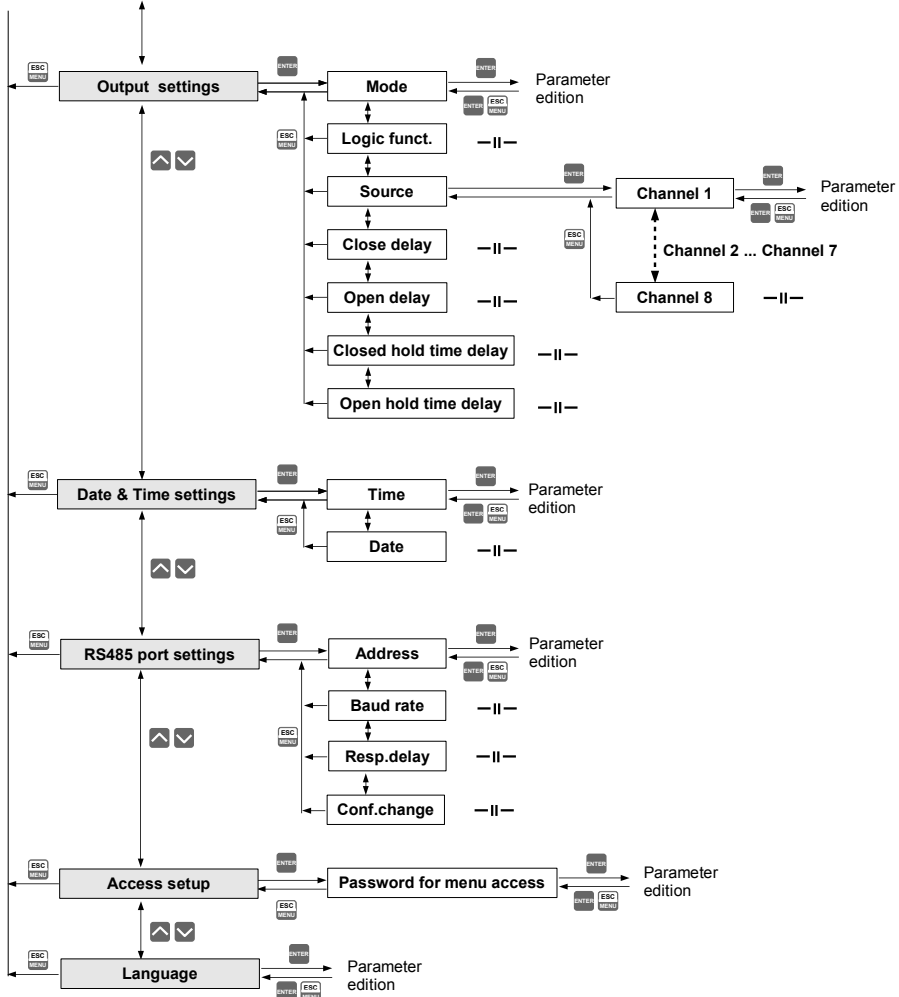 ESC
MENU
Output settings
ENTER
Mode
ENTER
ENTER
ESC
MENU
Parameter
edition
ESC
MENU
Logic funct.
—II—
Source
ENTER
Channel 1
ENTER
ENTER
ESC
MENU
Parameter
edition
ESC
MENU
Close delay
—II—
Channel 2 ... Channel 7
Open delay
—II—
Channel 8
—II—
Closed hold time delay
—II—
Open hold time delay
—II—
ESC
MENU
Date & Time settings
ENTER
Time
ENTER
ENTER
ESC
MENU
Parameter
edition
ESC
MENU
Date
—II—
ESC
MENU
RS485 port settings
ENTER
Address
ENTER
ENTER
ESC
MENU
Parameter
edition
Baud rate
—II—
ESC
MENU
Resp.delay
—II—
Conf.change
—II—
ESC
MENU
Access setup
ENTER
ESC
MENU
Password for menu access
ENTER
ENTER
ESC
MENU
Parameter
edition
ESC
MENU
Language
ENTER
ENTER
ESC
MENU
Parameter
edition